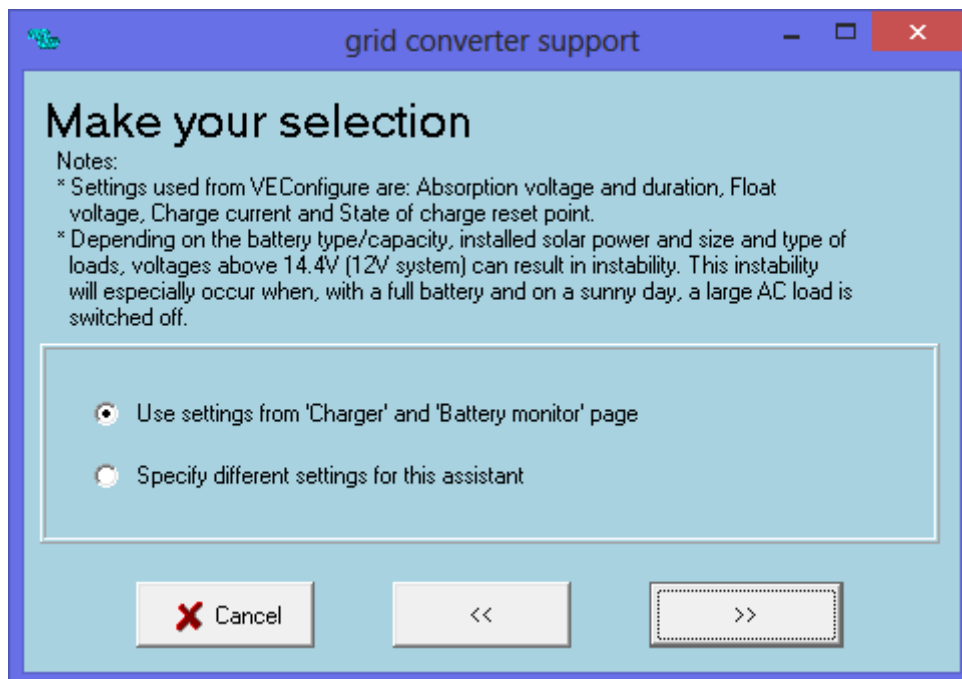 grid converter support
Make your selection
Notes:
* Settings used from VEConfigure are: Absorption voltage and duration, Float
voltage, Charge current and State of charge reset point.
* Depending on the battery type/capacity, installed solar power and size and type of
loads, voltages above 14.4V (12V system) can result in instability. This instability
will especially occur when, with a full battery and on a sunny day, a large AC load is
switched off.
Use settings from 'Charger' and 'Battery monitor' page
Specify different settings for this assistant
Cancel
<<
>>